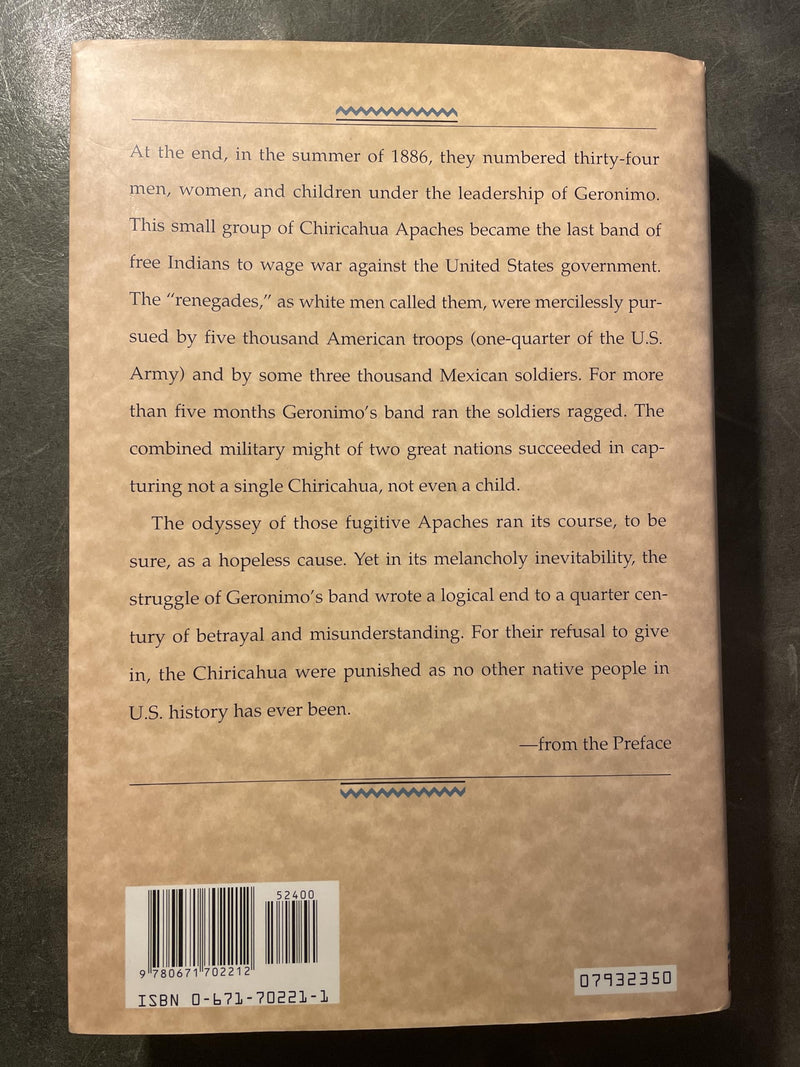 At the end, in the summer of 1886, they numbered thirty-four
men, women, and children under the leadership of Geronimo.
This small group of Chiricahua Apaches became the last band of
free Indians to wage war against the United States government.
The “renegades,” as white men called them, were mercilessly pur-
sued by five thousand American troops (one-quarter of the U.S.
Army) and by some three thousand Mexican soldiers. For more
than five months Geronimo’s band ran the soldiers ragged. The
combined military might of two great nations succeeded in cap-
turing not a single Chiricahua, not even a child.
The odyssey of those fugitive Apaches ran its course, to be
sure, as a hopeless cause. Yet in its melancholy inevitability, the
struggle of Geronimo’s band wrote a logical end to a quarter cen-
tury of betrayal and misunderstanding. For their refusal to give
in, the Chiricahua were punished as no other native people in
U.S. history has ever been.
—from the Preface
52400
9 780671 702212
ISBN 0-671-70221-1
07932350